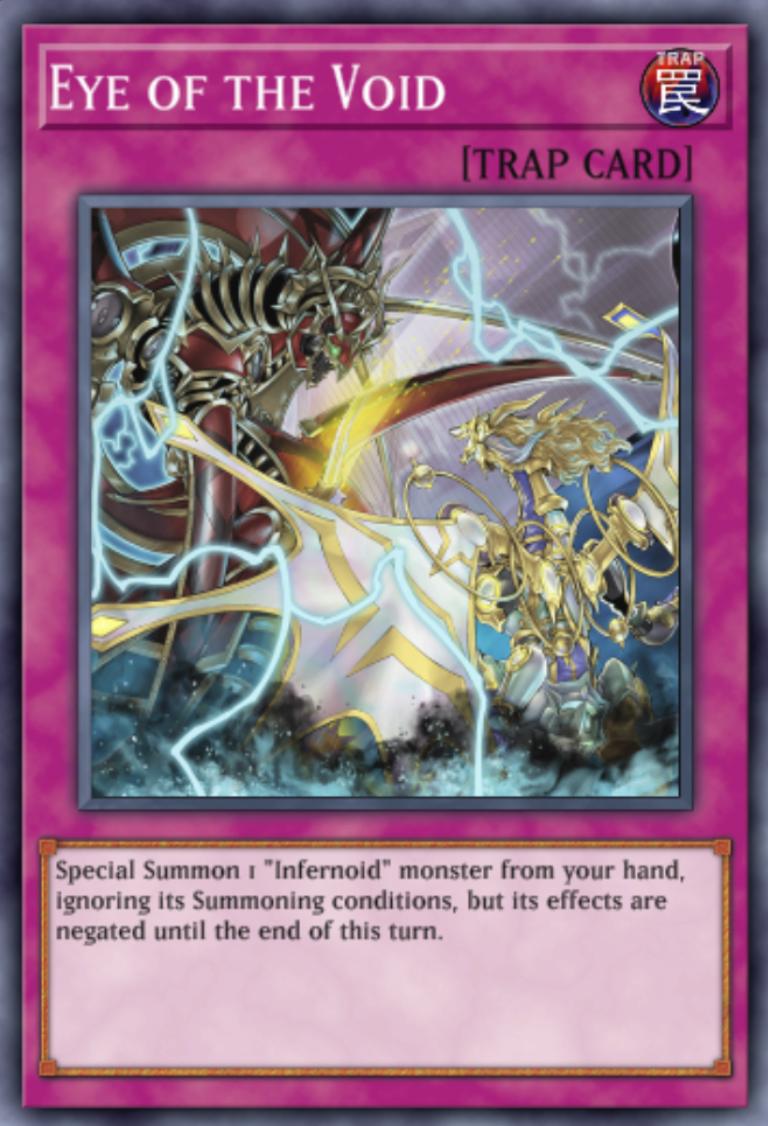 EYE OF THE VOID
TRAP
罠
[TRAP CARD]
Special Summon 1 "Infernoid" monster from your hand,
ignoring its Summoning conditions, but its effects are
negated until the end of this turn.